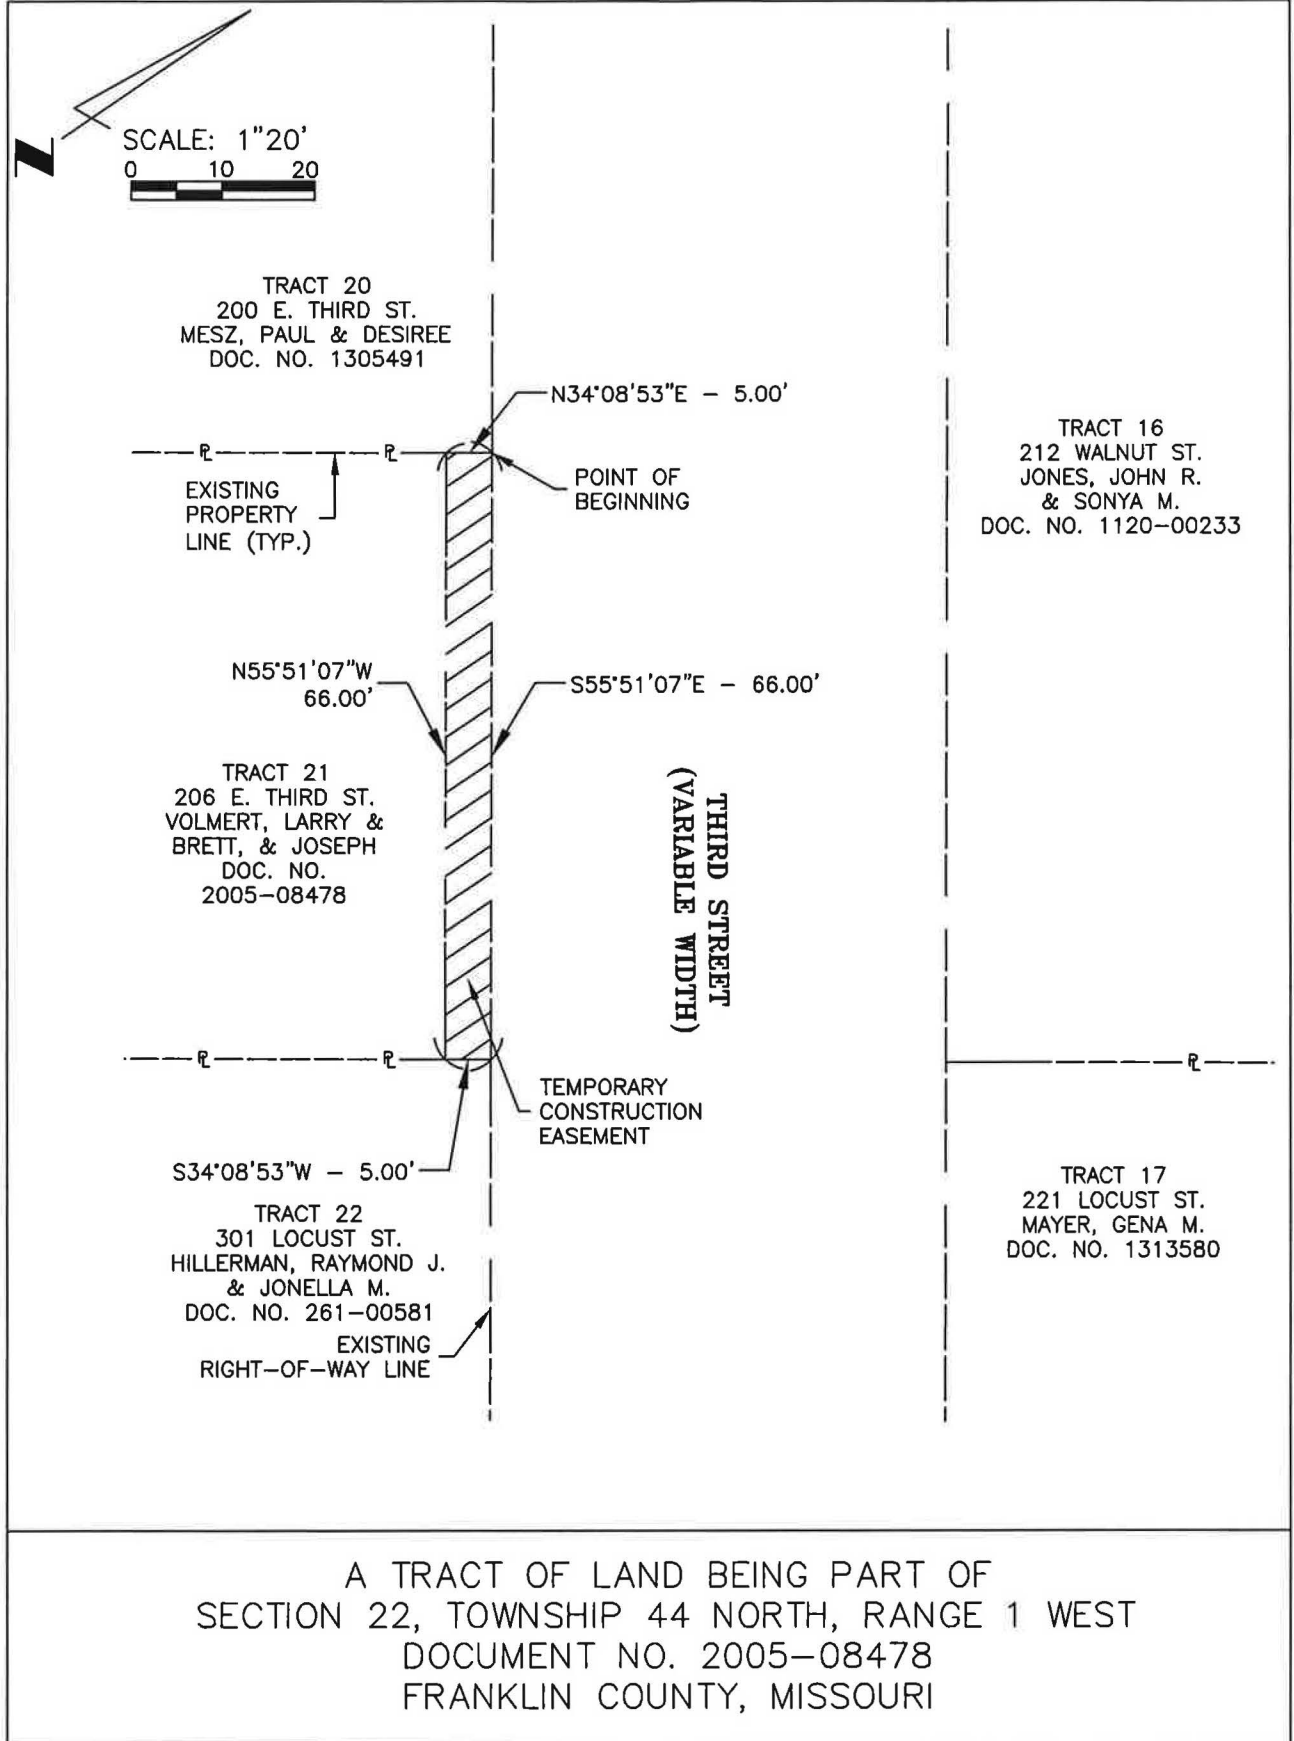 N
SCALE: 1"20'
0 10 20
TRACT 20
200 E. THIRD ST.
MESZ, PAUL & DESIREE
DOC. NO. 1305491
N34°08'53"E – 5.00'
POINT OF
BEGINNING
℄ ℄
EXISTING
PROPERTY
LINE (TYP.)
TRACT 16
212 WALNUT ST.
JONES, JOHN R.
& SONYA M.
DOC. NO. 1120–00233
N55°51'07"W
66.00'
S55°51'07"E – 66.00'
TRACT 21
206 E. THIRD ST.
VOLMERT, LARRY &
BRETT, & JOSEPH
DOC. NO.
2005–08478
THIRD STREET
(VARIABLE WIDTH)
℄ ℄
℄
TEMPORARY
CONSTRUCTION
EASEMENT
S34°08'53"W – 5.00'
TRACT 22
301 LOCUST ST.
HILLERMAN, RAYMOND J.
& JONELLA M.
DOC. NO. 261–00581
EXISTING
RIGHT–OF–WAY LINE
TRACT 17
221 LOCUST ST.
MAYER, GENA M.
DOC. NO. 1313580
A TRACT OF LAND BEING PART OF
SECTION 22, TOWNSHIP 44 NORTH, RANGE 1 WEST
DOCUMENT NO. 2005–08478
FRANKLIN COUNTY, MISSOURI